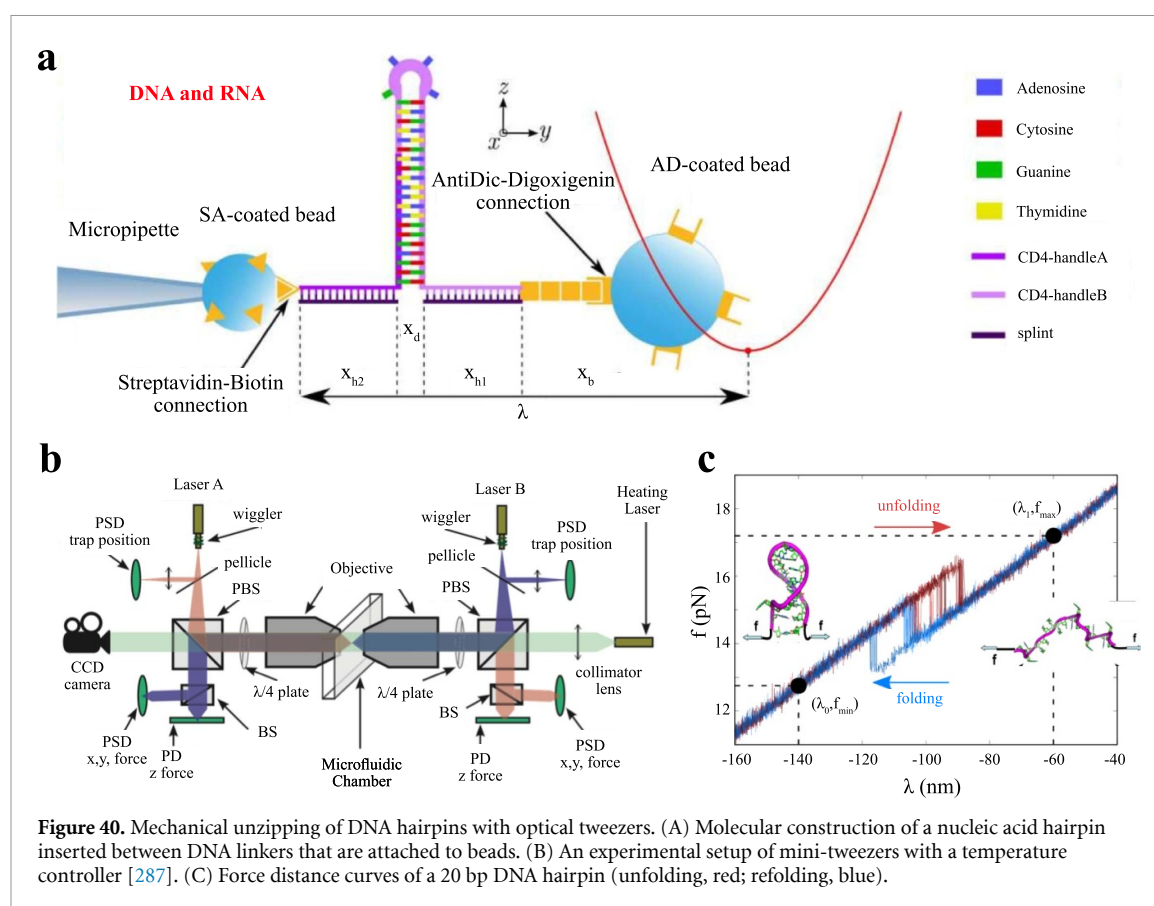 a
DNA and RNA
z
x
y
Micropipette
SA-coated bead
AntiDic-Digoxigenin
connection
AD-coated bead
Streptavidin-Biotin
connection
x_h2
x_d
x_h1
x_b
λ
Adenosine
Cytosine
Guanine
Thymidine
CD4-handleA
CD4-handleB
splint
b
Laser A
wiggler
PSD
trap position
pellicle
PBS
Objective
CCD
camera
λ/4 plate
PSD
x,y, force
PD
z force
BS
Microfluidic
Chamber
Laser B
wiggler
pellicle
PBS
PSD
trap position
Heating
Laser
collimator
lens
λ/4 plate
BS
PD
z force
PSD
x,y, force
c
f (pN)
18
16
14
12
unfolding
(λ₁,f_max)
f
f
f
f
(λ₀,f_min)
folding
-160
-140
-120
-100
-80
-60
-40
λ (nm)
Figure 40. Mechanical unzipping of DNA hairpins with optical tweezers. (A) Molecular construction of a nucleic acid hairpin
inserted between DNA linkers that are attached to beads. (B) An experimental setup of mini-tweezers with a temperature
controller [287]. (C) Force distance curves of a 20 bp DNA hairpin (unfolding, red; refolding, blue).